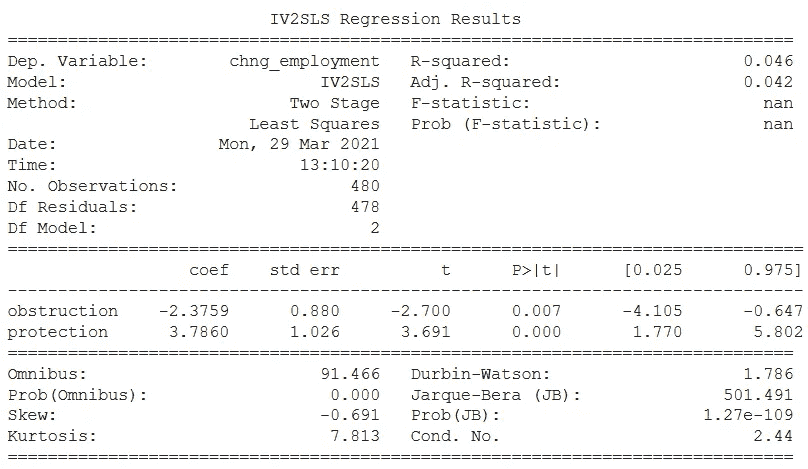 IV2SLS Regression Results
==============================================================================
Dep. Variable: chng_employment R-squared: 0.046
Model: IV2SLS Adj. R-squared: 0.042
Method: Two Stage F-statistic: nan
Least Squares Prob (F-statistic): nan
Date: Mon, 29 Mar 2021
Time: 13:10:20
No. Observations: 480
Df Residuals: 478
Df Model: 2
===============================================================================
coef std err t P>|t| [0.025 0.975]
-------------------------------------------------------------------------------
obstruction -2.3759 0.880 -2.700 0.007 -4.105 -0.647
protection 3.7860 1.026 3.691 0.000 1.770 5.802
==============================================================================
Omnibus: 91.466 Durbin-Watson: 1.786
Prob(Omnibus): 0.000 Jarque-Bera (JB): 501.491
Skew: -0.691 Prob(JB): 1.27e-109
Kurtosis: 7.813 Cond. No. 2.44
==============================================================================